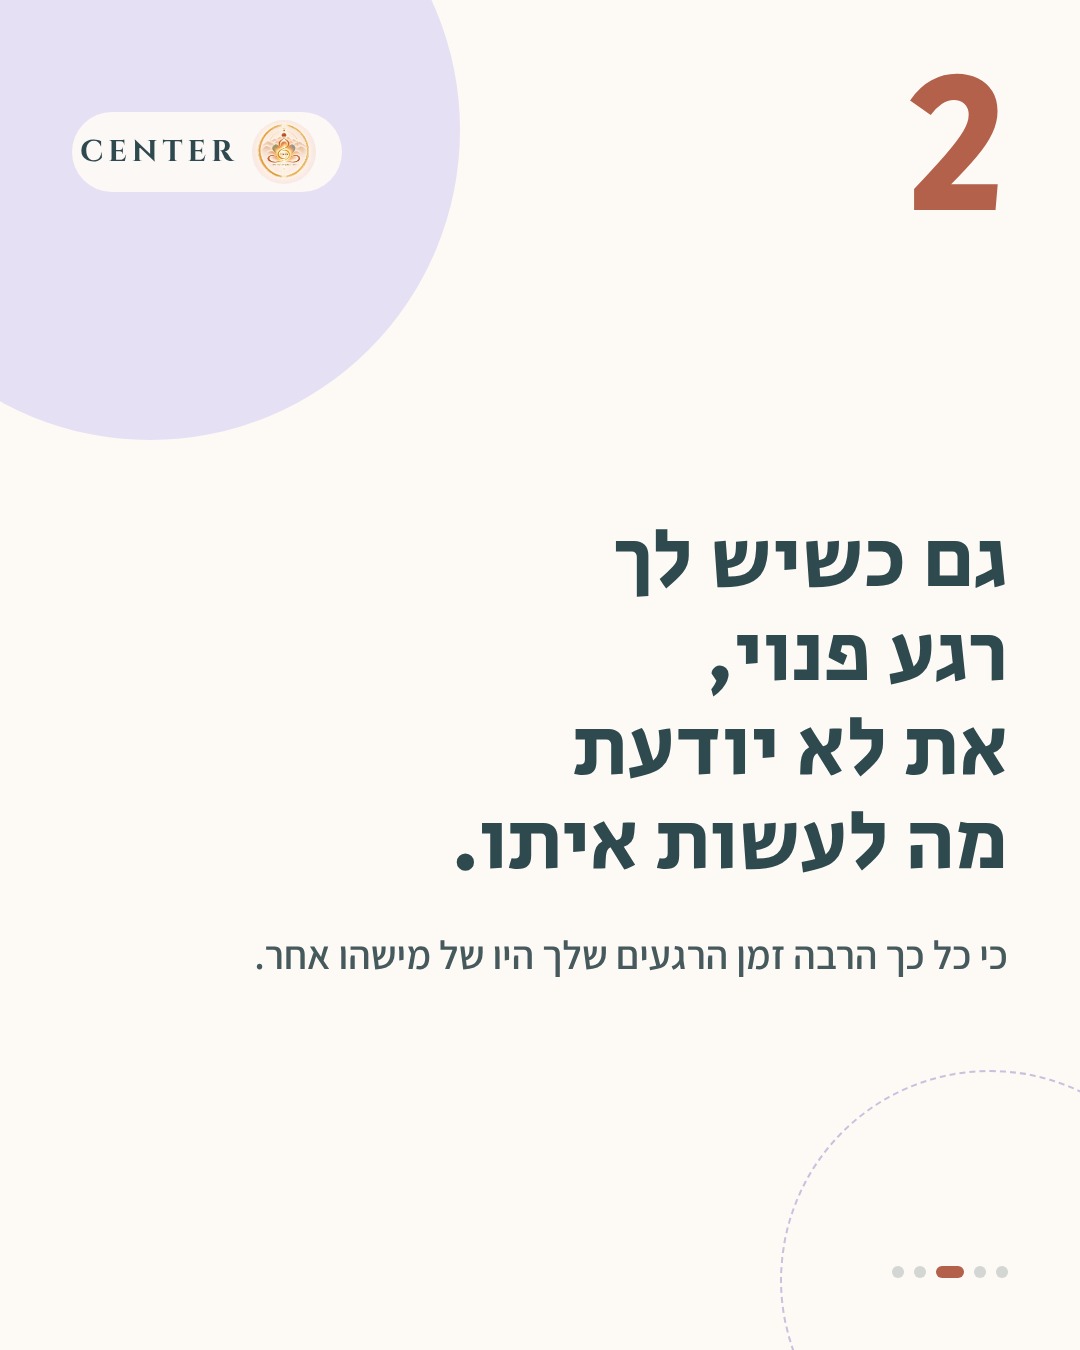 CENTER
2
גם כשיש לך
רגע פנוי,
את לא יודעת
מה לעשות איתו.
כי כל כך הרבה זמן הרגעים שלך היו של מישהו אחר.